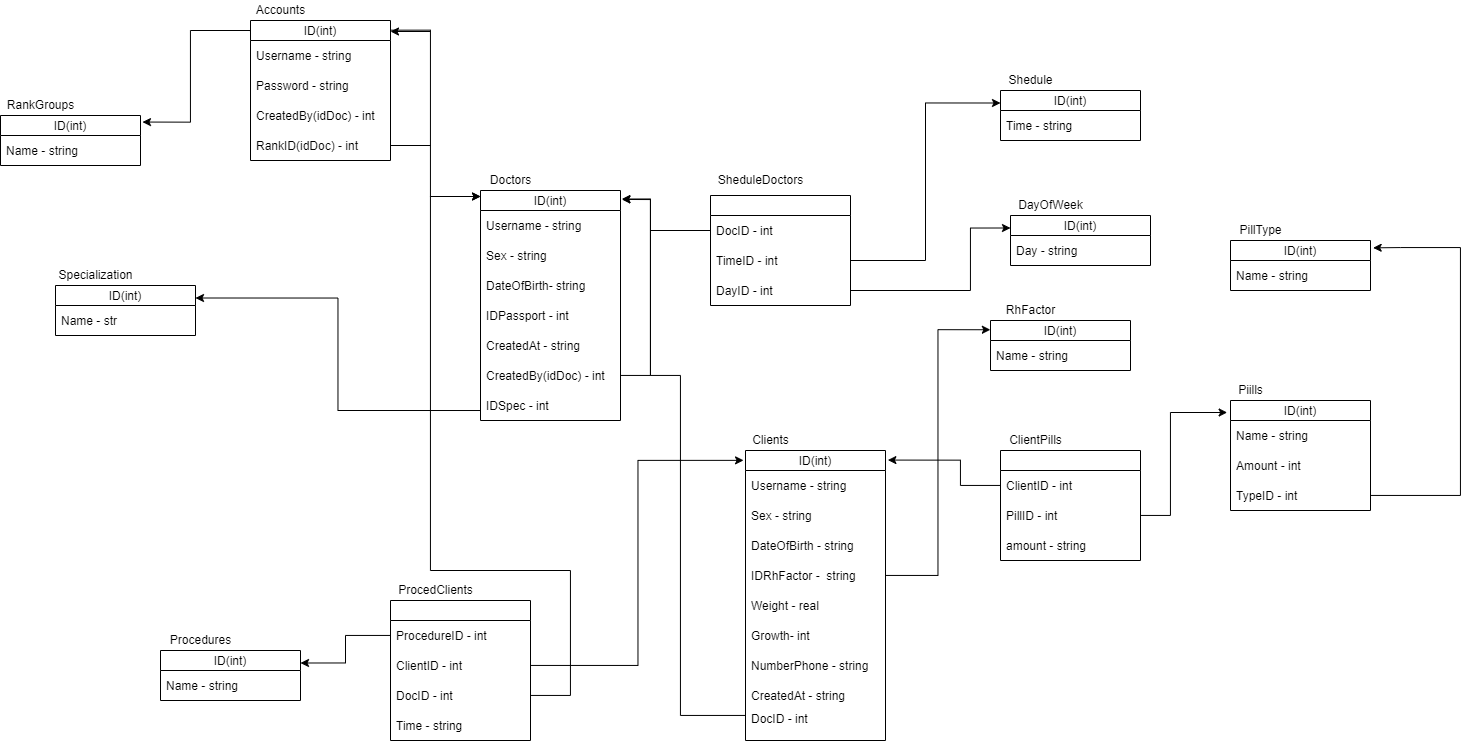 Accounts
ID(int)
Username - string
Password - string
CreatedBy(idDoc) - int
RankID(idDoc) - int
RankGroups
ID(int)
Name - string
Shedule
ID(int)
Time - string
Doctors
ID(int)
Username - string
Sex - string
DateOfBirth- string
IDPassport - int
CreatedAt - string
CreatedBy(idDoc) - int
IDSpec - int
SheduleDoctors
DocID - int
TimeID - int
DayID - int
DayOfWeek
ID(int)
Day - string
PillType
ID(int)
Name - string
Specialization
ID(int)
Name - str
RhFactor
ID(int)
Name - string
Piills
ID(int)
Name - string
Amount - int
TypeID - int
Clients
ID(int)
Username - string
Sex - string
DateOfBirth - string
IDRhFactor -  string
Weight - real
Growth- int
NumberPhone - string
CreatedAt - string
DocID - int
ClientPills
ClientID - int
PillID - int
amount - string
ProcedClients
ProcedureID - int
ClientID - int
DocID - int
Time - string
Procedures
ID(int)
Name - string